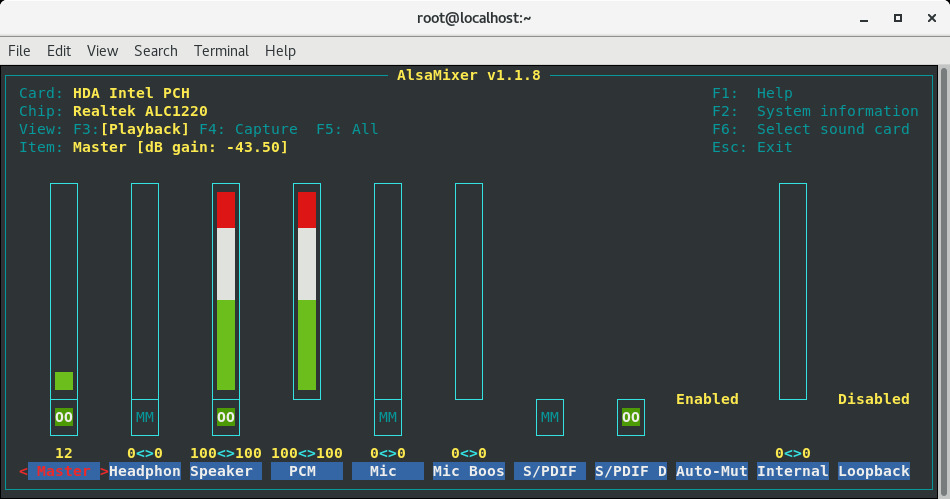 root@localhost:~
File Edit View Search Terminal Help
AlsaMixer v1.1.8
Card: HDA Intel PCH F1: Help
Chip: Realtek ALC1220 F2: System information
View: F3:[Playback] F4: Capture F5: All F6: Select sound card
Item: Master [dB gain: -43.50] Esc: Exit
Enabled Disabled
OO MM OO MM MM OO
12 0<>0 100<>100 100<>100 0<>0 0<>0 0<>0
< Master >Headphon Speaker PCM Mic Mic Boos S/PDIF S/PDIF D Auto-Mut Internal Loopback